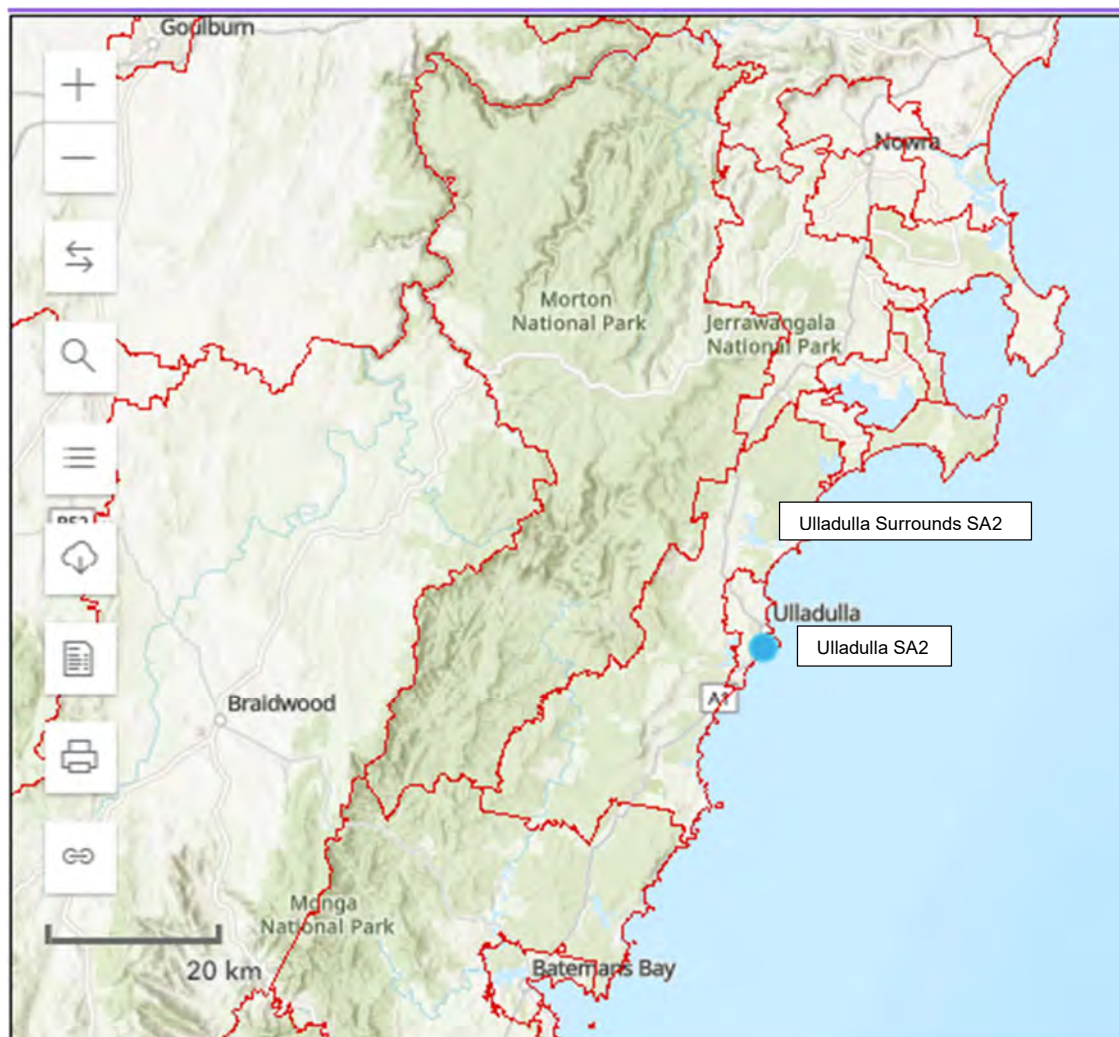 Goulburn
Nowra
Morton
National Park
Jerrawangala
National Park
Ulladulla Surrounds SA2
Ulladulla
Ulladulla SA2
A1
Braidwood
Monga
National Park
20 km
Batemans Bay